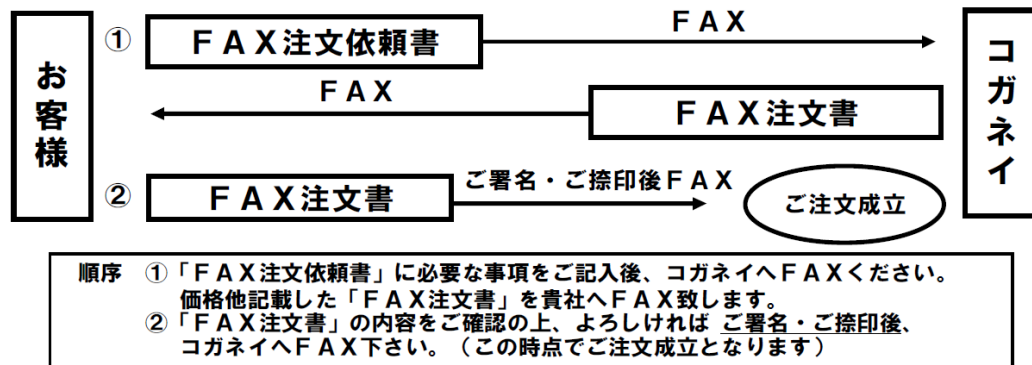 お客様
① ＦＡＸ注文依頼書
ＦＡＸ
コガネイ
ＦＡＸ
ＦＡＸ注文書
② ＦＡＸ注文書
ご署名・ご捺印後ＦＡＸ
ご注文成立
順序 ①「ＦＡＸ注文依頼書」に必要な事項をご記入後、コガネイへＦＡＸください。
価格他記載した「ＦＡＸ注文書」を貴社へＦＡＸ致します。
②「ＦＡＸ注文書」の内容をご確認の上、よろしければ ご署名・ご捺印後、
コガネイへＦＡＸ下さい。（この時点でご注文成立となります）